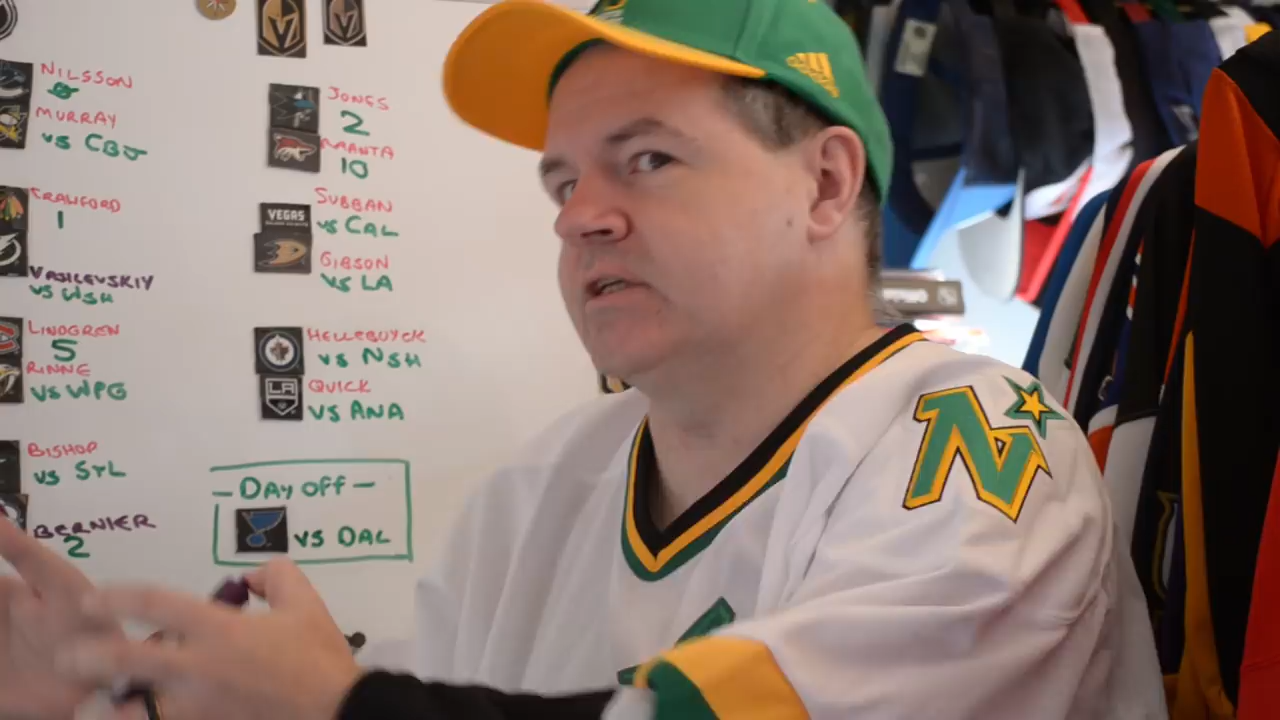 NILSSON
MURRAY
VS CBJ
CRAWFORD
1
VASILEVSKIY
VS WSH
LINDGREN
5
RINNE
VS WPG
BISHOP
VS STL
BERNIER
2
JONES
2
RAANTA
10
SUBBAN
VS CAL
VEGAS
GIBSON
VS LA
HELLEBUYCK
VS NSH
QUICK
VS ANA
LA
- DAY OFF -
VS DAL
N